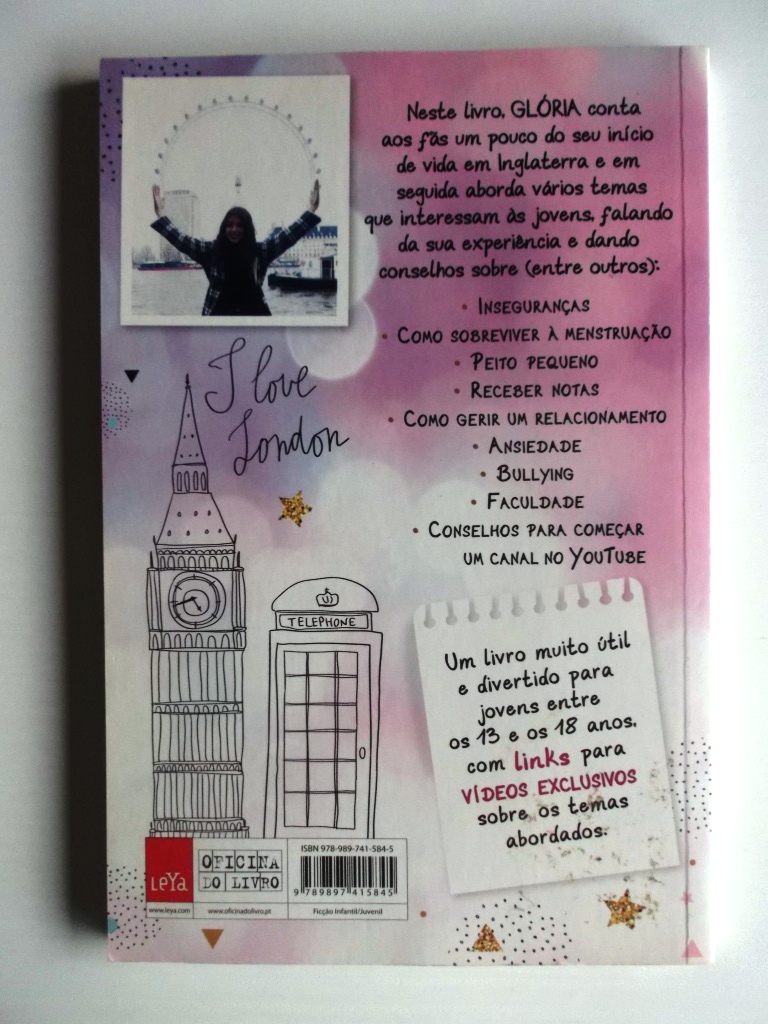 Neste livro, GLÓRIA conta
aos fãs um pouco do seu início
de vida em Inglaterra e em
seguida aborda vários temas
que interessam às jovens, falando
da sua experiência e dando
conselhos sobre (entre outros):
• INSEGURANÇAS
• COMO SOBREVIVER À MENSTRUAÇÃO
• PEITO PEQUENO
• RECEBER NOTAS
• COMO GERIR UM RELACIONAMENTO
• ANSIEDADE
• BULLYING
• FACULDADE
• CONSELHOS PARA COMEÇAR
UM CANAL NO YOUTUBE
I love
London
TELEPHONE
Um livro muito útil
e divertido para
jovens entre
os 13 e os 18 anos,
com links para
VÍDEOS EXCLUSIVOS
sobre os temas
abordados.
LeYa
www.leya.com
OFICINA
DO LIVRO
www.oficinadolivro.pt
ISBN 978-989-741-584-5
9 789897 415845
Ficção Infantil/Juvenil